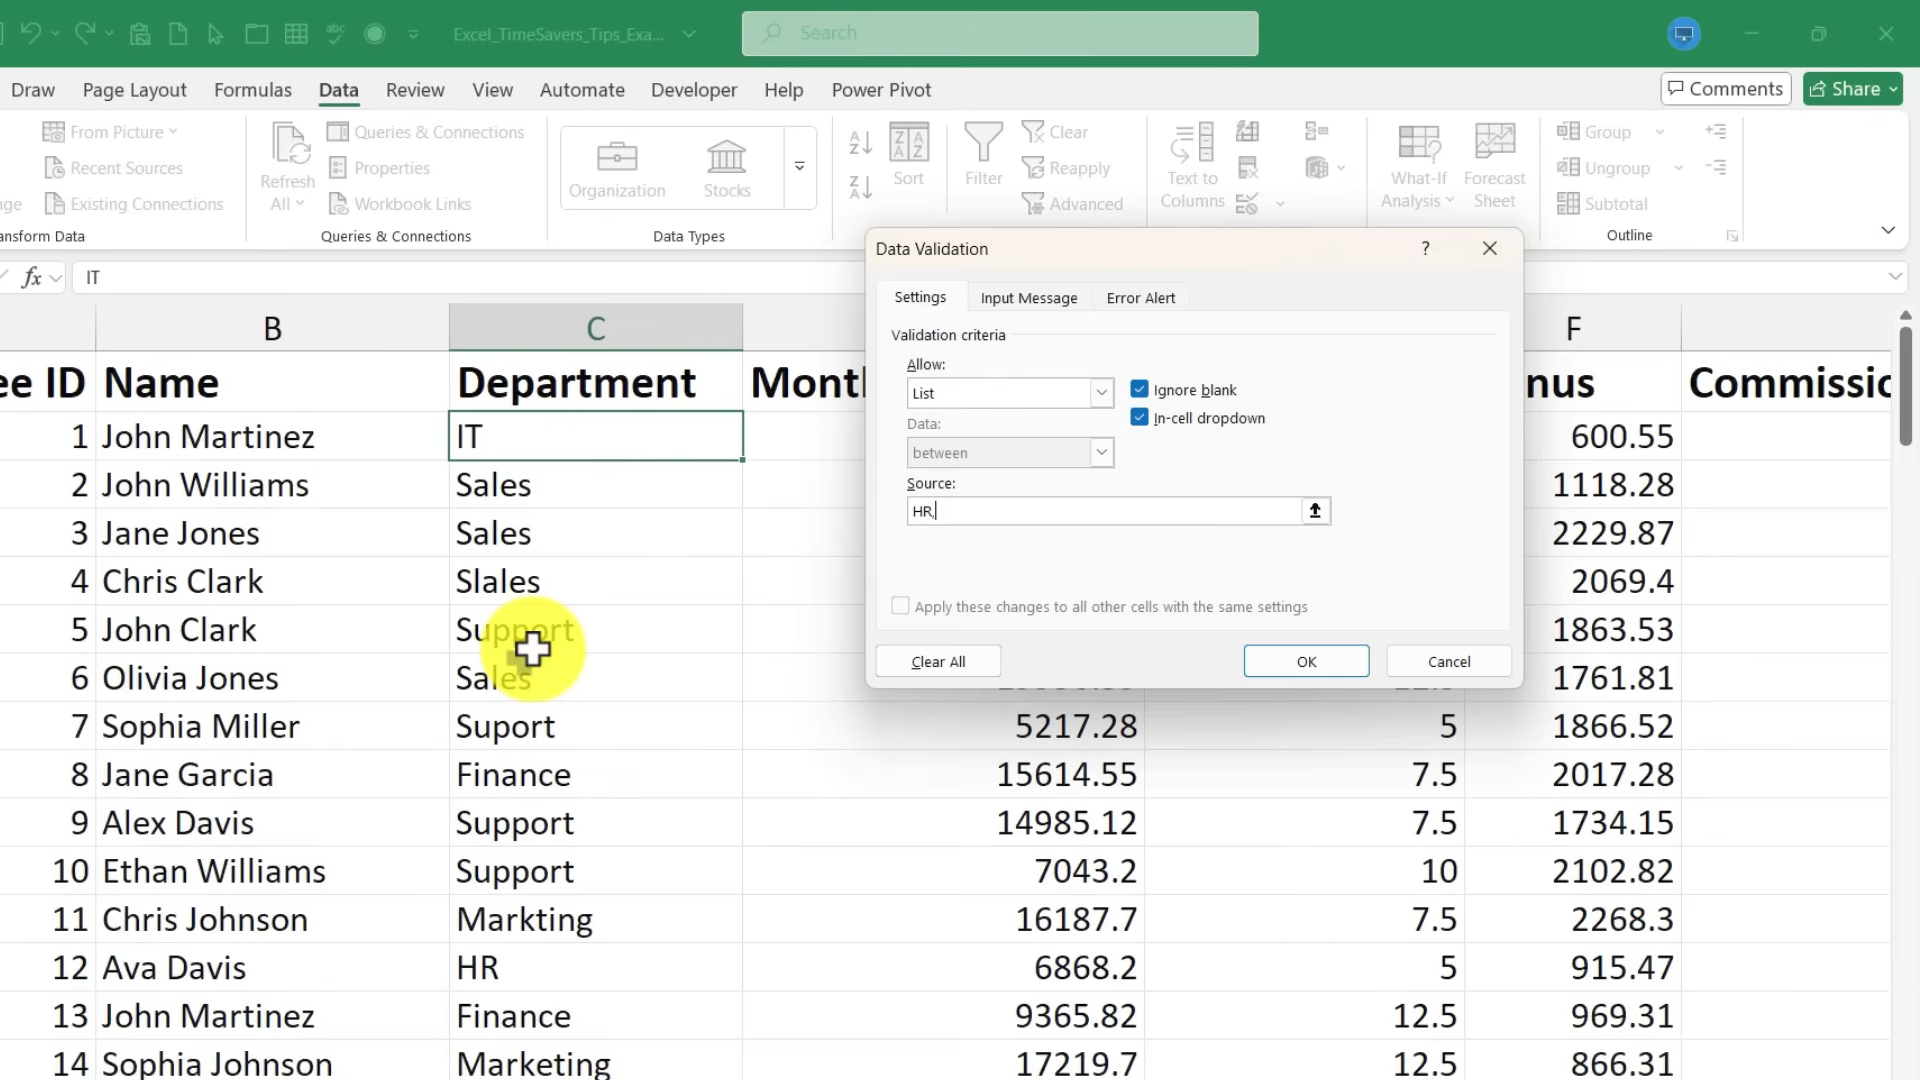 abc
Excel_TimeSavers_Tips_Exa...
Search
Draw
Page Layout
Formulas
Data
Review
View
Automate
Developer
Help
Power Pivot
Comments
Share
From Picture
Recent Sources
nge
Existing Connections
ansform Data
Refresh
All
Queries & Connections
Properties
Workbook Links
Queries & Connections
Organization
Stocks
Data Types
Sort
Filter
Clear
Reapply
Advanced
Text to
Columns
What-If
Analysis
Forecast
Sheet
Group
Ungroup
Subtotal
Outline
fx
IT
Data Validation
?
Settings
Input Message
Error Alert
Validation criteria
Allow:
List
Ignore blank
In-cell dropdown
Data:
between
Source:
HR,
Apply these changes to all other cells with the same settings
Clear All
OK
Cancel
B C F
ee ID Name Department Month nus Commissic
1 John Martinez IT 600.55
2 John Williams Sales 1118.28
3 Jane Jones Sales 2229.87
4 Chris Clark Slales 2069.4
5 John Clark Support 1863.53
6 Olivia Jones Sales 1761.81
7 Sophia Miller Suport 5217.28 5 1866.52
8 Jane Garcia Finance 15614.55 7.5 2017.28
9 Alex Davis Support 14985.12 7.5 1734.15
10 Ethan Williams Support 7043.2 10 2102.82
11 Chris Johnson Markting 16187.7 7.5 2268.3
12 Ava Davis HR 6868.2 5 915.47
13 John Martinez Finance 9365.82 12.5 969.31
14 Sophia Johnson Marketing 17219.7 12.5 866.31